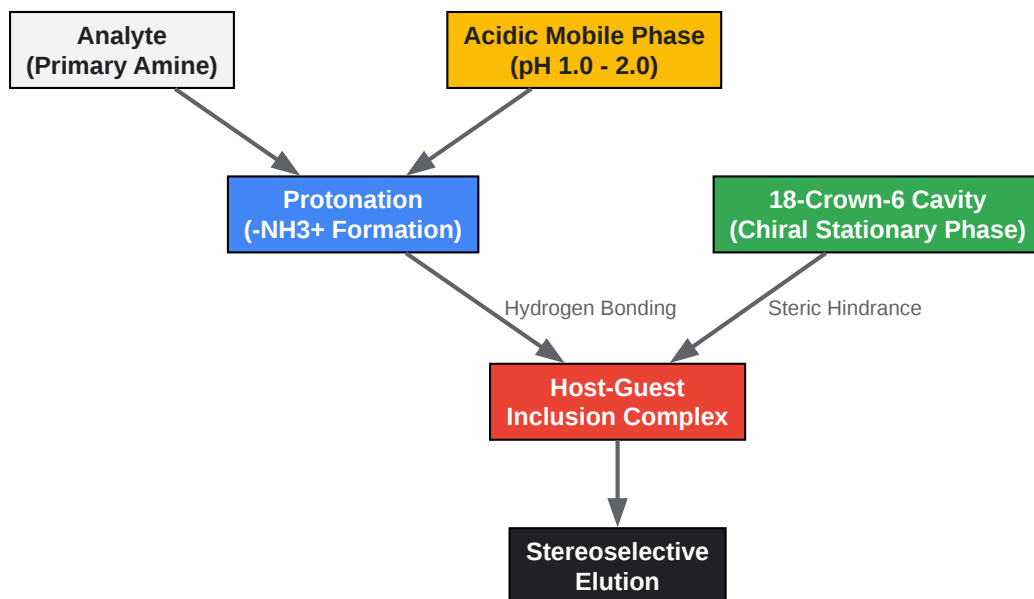 Analyte
(Primary Amine)
Acidic Mobile Phase
(pH 1.0 - 2.0)
Protonation
(-NH3+ Formation)
18-Crown-6 Cavity
(Chiral Stationary Phase)
Hydrogen Bonding
Steric Hindrance
Host-Guest
Inclusion Complex
Stereoselective
Elution